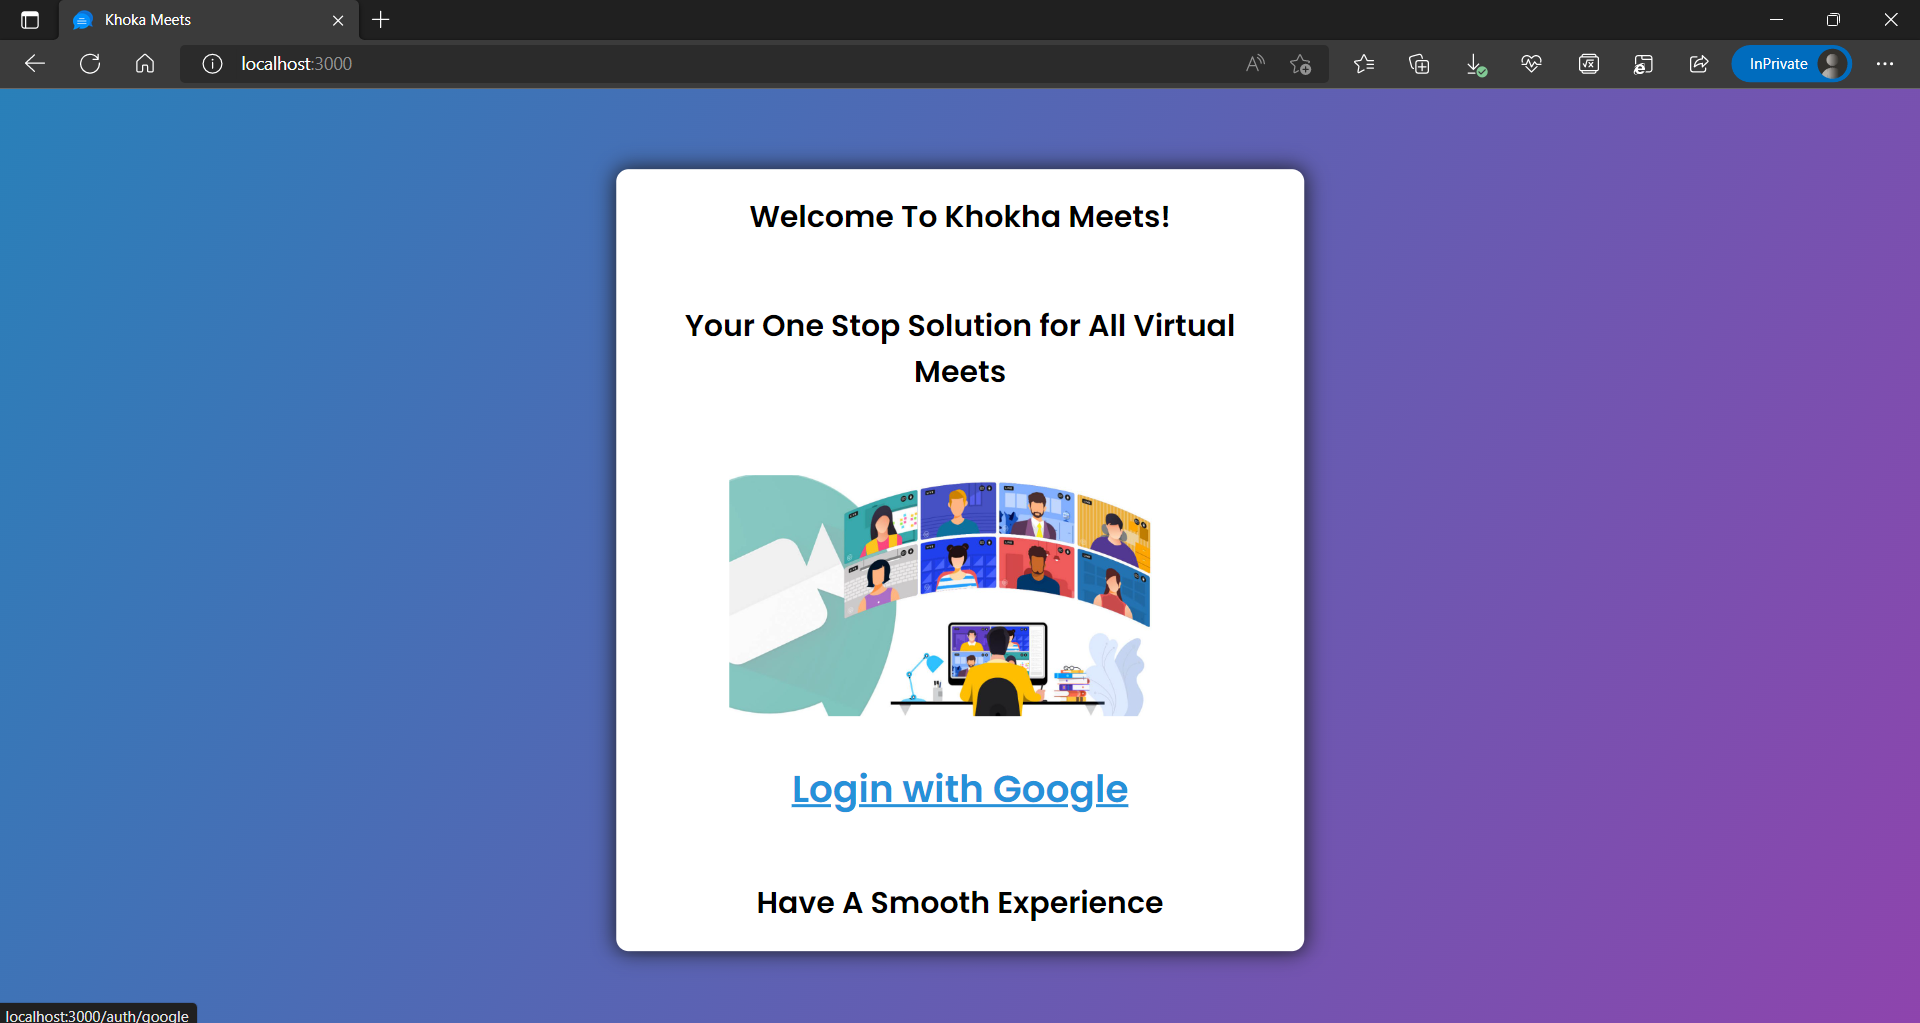 Khoka Meets
localhost:3000
InPrivate
Welcome To Khokha Meets!
Your One Stop Solution for All Virtual
Meets
Login with Google
Have A Smooth Experience
localhost:3000/auth/google